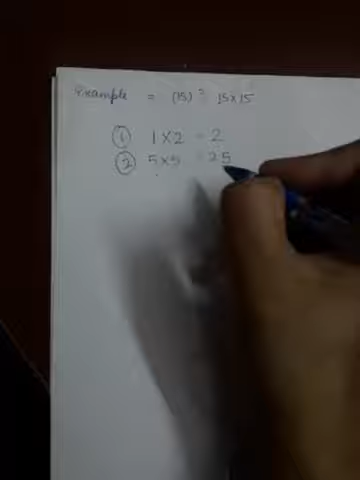 Example = (15)² = 15×15
① 1×2 = 2
② 5×5 = 25